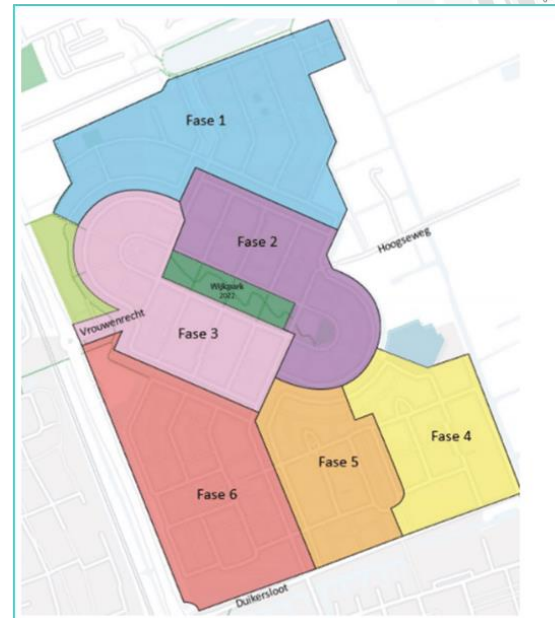 Fase 1
Fase 2
Hoogseweg
Wijkpark
2022
Vrouwenrecht
Fase 3
Fase 4
Fase 5
Fase 6
Duikersloot